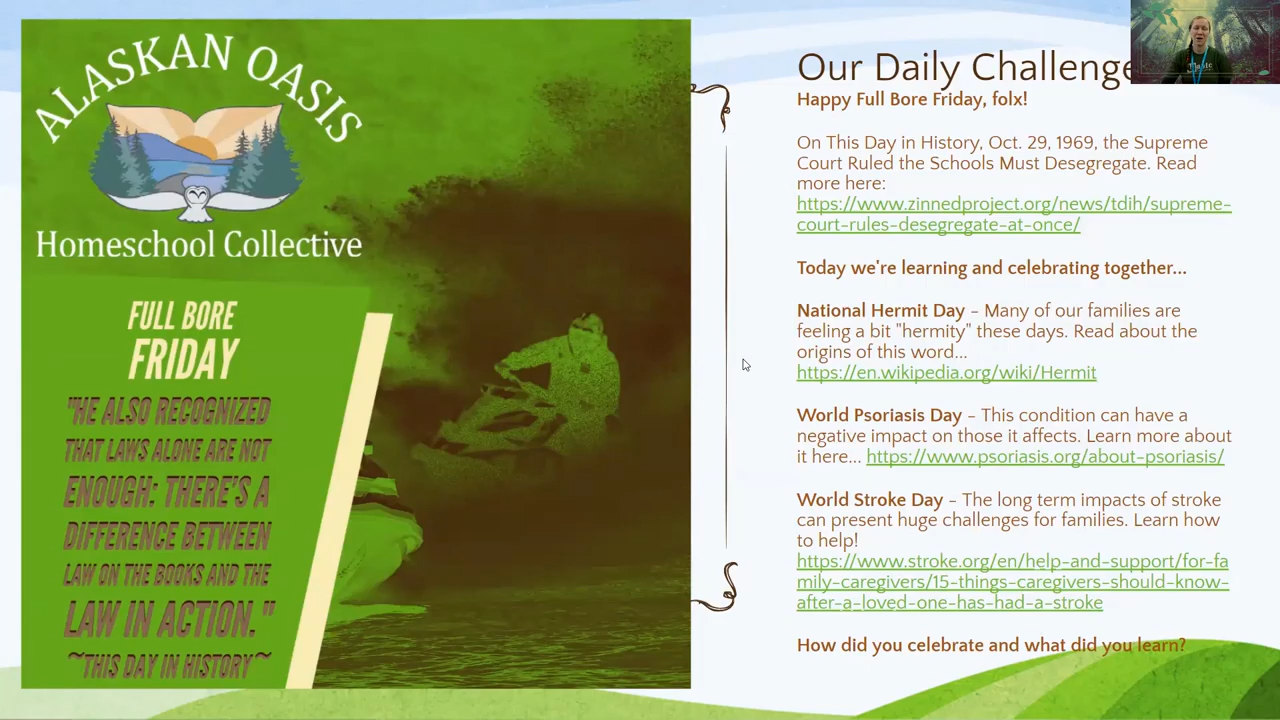 ALASKAN OASIS
Homeschool Collective
FULL BORE
FRIDAY
"HE ALSO RECOGNIZED
THAT LAWS ALONE ARE NOT
ENOUGH: THERE'S A
DIFFERENCE BETWEEN
LAW ON THE BOOKS AND THE
LAW IN ACTION."
~THIS DAY IN HISTORY~
Our Daily Challenge
Happy Full Bore Friday, folx!
On This Day in History, Oct. 29, 1969, the Supreme
Court Ruled the Schools Must Desegregate. Read
more here:
https://www.zinnedproject.org/news/tdih/supreme-
court-rules-desegregate-at-once/
Today we're learning and celebrating together...
National Hermit Day - Many of our families are
feeling a bit "hermity" these days. Read about the
origins of this word...
https://en.wikipedia.org/wiki/Hermit
World Psoriasis Day - This condition can have a
negative impact on those it affects. Learn more about
it here... https://www.psoriasis.org/about-psoriasis/
World Stroke Day - The long term impacts of stroke
can present huge challenges for families. Learn how
to help!
https://www.stroke.org/en/help-and-support/for-fa
mily-caregivers/15-things-caregivers-should-know-
after-a-loved-one-has-had-a-stroke
How did you celebrate and what did you learn?